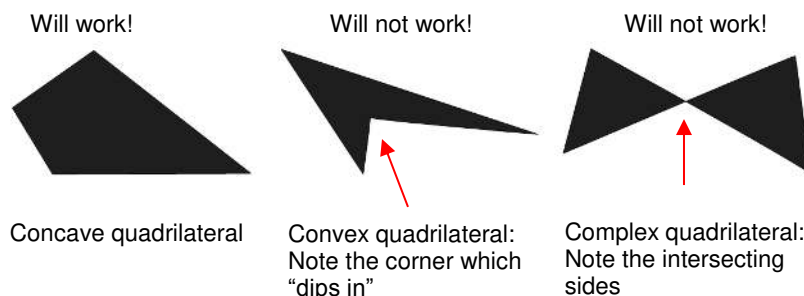 Will work!
Will not work!
Will not work!
Concave quadrilateral
Convex quadrilateral:
Note the corner which
“dips in”
Complex quadrilateral:
Note the intersecting
sides